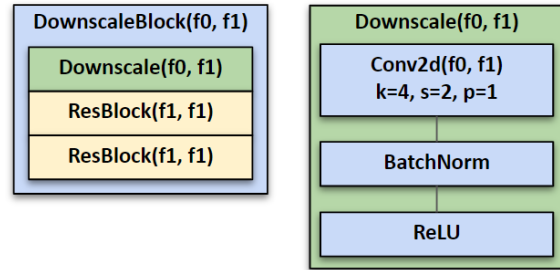 DownscaleBlock(f0, f1)
Downscale(f0, f1)
ResBlock(f1, f1)
ResBlock(f1, f1)
Downscale(f0, f1)
Conv2d(f0, f1)
k=4, s=2, p=1
BatchNorm
ReLU